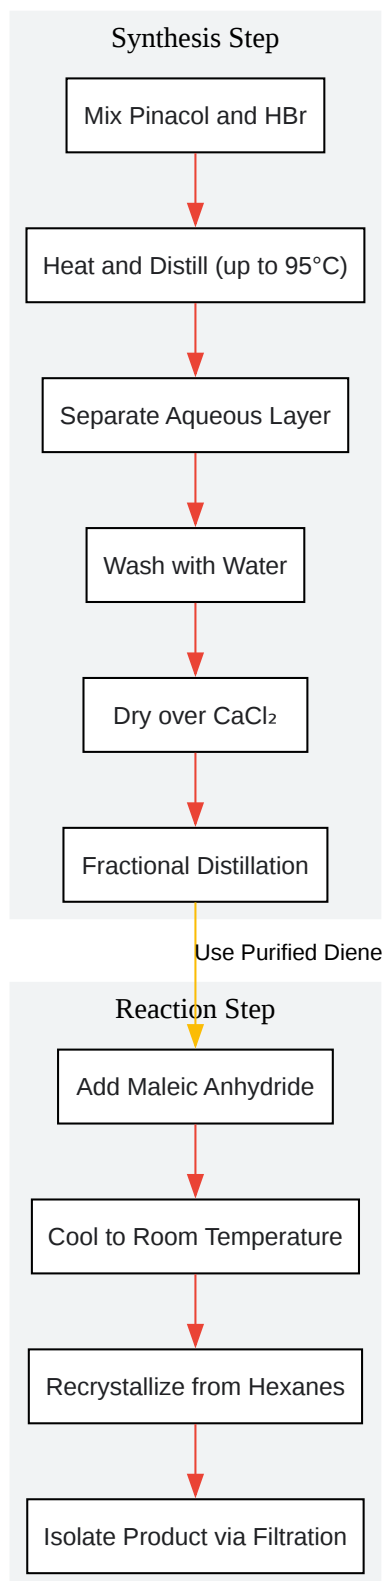 Synthesis Step
Mix Pinacol and HBr
Heat and Distill (up to 95°C)
Separate Aqueous Layer
Wash with Water
Dry over CaCl₂
Fractional Distillation
Use Purified Diene
Reaction Step
Add Maleic Anhydride
Cool to Room Temperature
Recrystallize from Hexanes
Isolate Product via Filtration